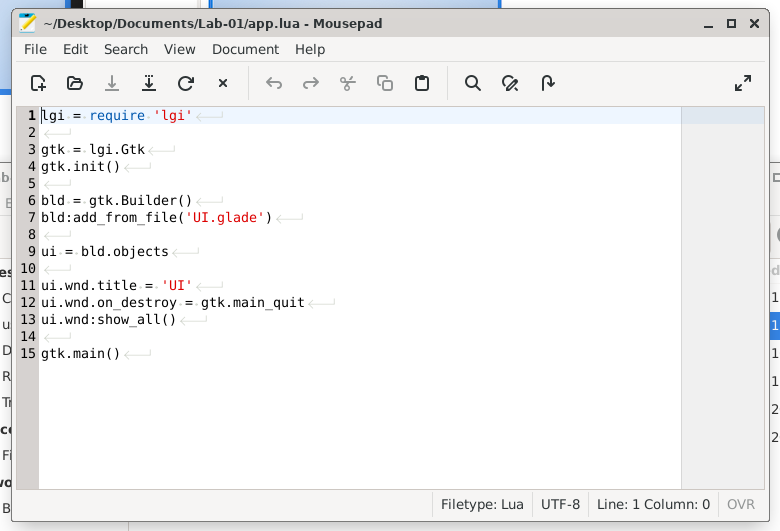 ~/Desktop/Documents/Lab-01/app.lua - Mousepad
File Edit Search View Document Help
1 lgi = require 'lgi'
2
3 gtk = lgi.Gtk
4 gtk.init()
5
6 bld = gtk.Builder()
7 bld:add_from_file('UI.glade')
8
9 ui = bld.objects
10
11 ui.wnd.title = 'UI'
12 ui.wnd.on_destroy = gtk.main_quit
13 ui.wnd:show_all()
14
15 gtk.main()
Filetype: Lua UTF-8 Line: 1 Column: 0 OVR